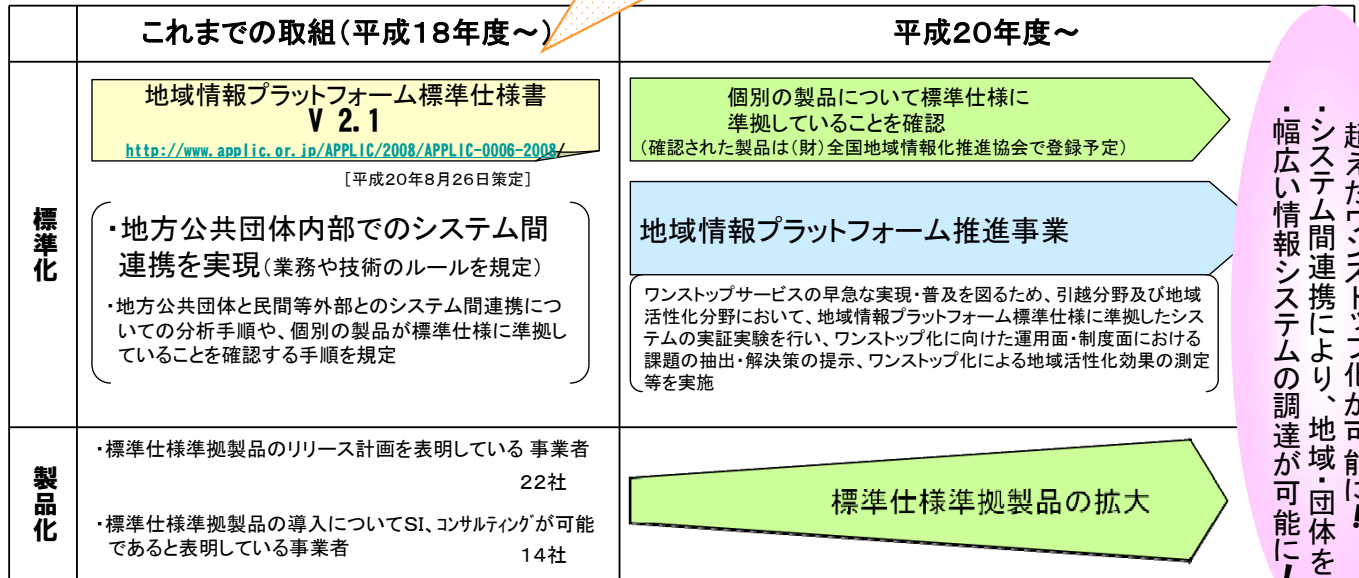 これまでの取組(平成18年度~)
平成20年度~
標準化
地域情報プラットフォーム標準仕様書
V 2.1
http://www.applic.or.jp/APPLIC/2008/APPLIC-0006-2008/
[平成20年8月26日策定]
・地方公共団体内部でのシステム間
連携を実現(業務や技術のルールを規定)
・地方公共団体と民間等外部とのシステム間連携につ
いての分析手順や、個別の製品が標準仕様に準拠し
ていることを確認する手順を規定
個別の製品について標準仕様に
準拠していることを確認
(確認された製品は(財)全国地域情報化推進協会で登録予定)
地域情報プラットフォーム推進事業
ワンストップサービスの早急な実現・普及を図るため、引越分野及び地域
活性化分野において、地域情報プラットフォーム標準仕様に準拠したシス
テムの実証実験を行い、ワンストップ化に向けた運用面・制度面における
課題の抽出・解決策の提示、ワンストップ化による地域活性化効果の測定
等を実施
製品化
・標準仕様準拠製品のリリース計画を表明している 事業者
22社
・標準仕様準拠製品の導入についてSI、コンサルティングが可能
であると表明している事業者
14社
標準仕様準拠製品の拡大
・システム間連携により、地域・団体を
越えたワンストップ化が可能に!
・幅広い情報システムの調達が可能に!